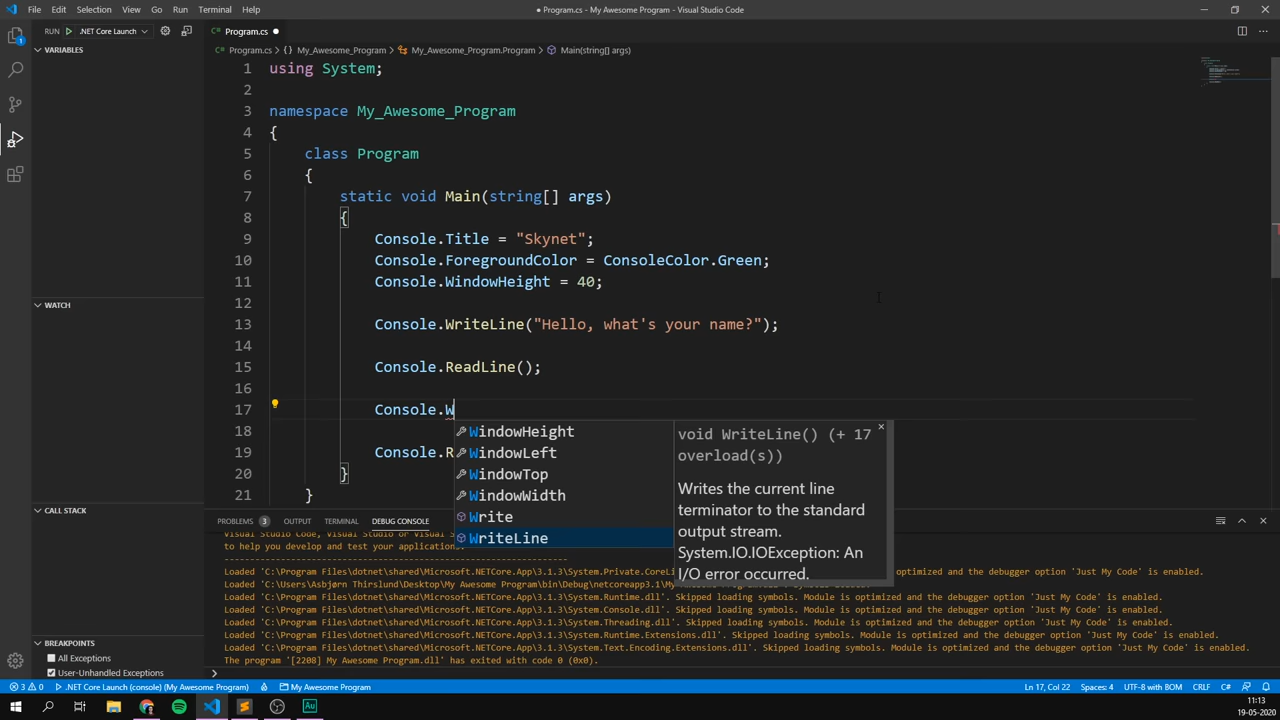 File Edit Selection View Go Run Terminal Help
● Program.cs - My Awesome Program - Visual Studio Code
RUN .NET Core Launch
Program.cs ●
VARIABLES
Program.cs > {} My_Awesome_Program > My_Awesome_Program.Program > Main(string[] args)
1 using System;
2
3 namespace My_Awesome_Program
4 {
5 class Program
6 {
7 static void Main(string[] args)
8 {
9 Console.Title = "Skynet";
10 Console.ForegroundColor = ConsoleColor.Green;
11 Console.WindowHeight = 40;
12
13 Console.WriteLine("Hello, what's your name?");
14
15 Console.ReadLine();
16
17 Console.W
18
19 Console.R
20 }
21 }
WindowHeight
WindowLeft
WindowTop
WindowWidth
Write
WriteLine
void WriteLine() (+ 17
overload(s))
Writes the current line
terminator to the standard
output stream.
System.IO.IOException: An
I/O error occurred.
WATCH
CALL STACK
BREAKPOINTS
All Exceptions
User-Unhandled Exceptions
PROBLEMS 3 OUTPUT TERMINAL DEBUG CONSOLE
Visual Studio Code, Visual Studio or Visual S
to help you develop and test your applications.
------------------------------------------------------------------
Loaded 'C:\Program Files\dotnet\shared\Microsoft.NETCore.App\3.1.3\System.Private.CoreLi optimized and the debugger option 'Just My Code' is enabled.
Loaded 'C:\Users\Asbjørn Thirslund\Desktop\My Awesome Program\bin\Debug\netcoreapp3.1\My
Loaded 'C:\Program Files\dotnet\shared\Microsoft.NETCore.App\3.1.3\System.Runtime.dll'. Skipped loading symbols. Module is optimized and the debugger option 'Just My Code' is enabled.
Loaded 'C:\Program Files\dotnet\shared\Microsoft.NETCore.App\3.1.3\System.Console.dll'. Skipped loading symbols. Module is optimized and the debugger option 'Just My Code' is enabled.
Loaded 'C:\Program Files\dotnet\shared\Microsoft.NETCore.App\3.1.3\System.Threading.dll'. Skipped loading symbols. Module is optimized and the debugger option 'Just My Code' is enabled.
Loaded 'C:\Program Files\dotnet\shared\Microsoft.NETCore.App\3.1.3\System.Runtime.Extensions.dll'. Skipped loading symbols. Module is optimized and the debugger option 'Just My Code' is enabled.
Loaded 'C:\Program Files\dotnet\shared\Microsoft.NETCore.App\3.1.3\System.Text.Encoding.Extensions.dll'. Skipped loading symbols. Module is optimized and the debugger option 'Just My Code' is enabled.
The program '[2208] My Awesome Program.dll' has exited with code 0 (0x0).
3 0 .NET Core Launch (console) (My Awesome Program) My Awesome Program Ln 17, Col 22 Spaces: 4 UTF-8 with BOM CRLF C#
11:13
19-05-2020